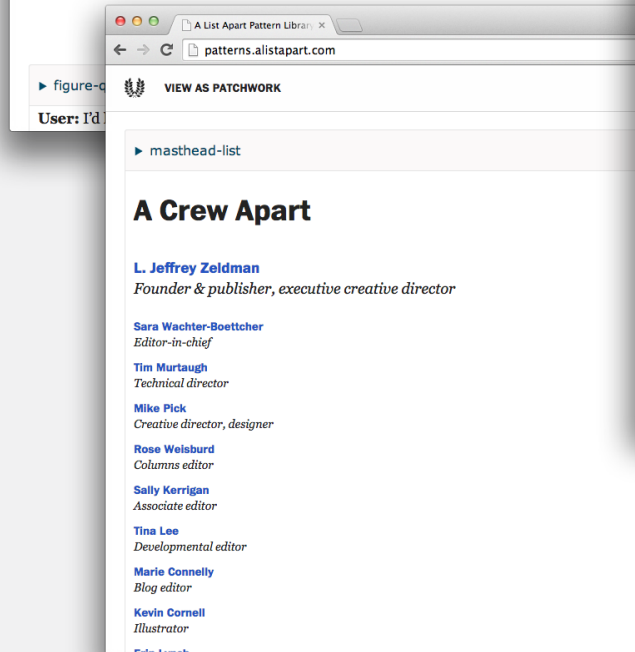 A List Apart Pattern Library
patterns.alistapart.com
VIEW AS PATCHWORK
▸ figure-q
User: I'd
▸ masthead-list
A Crew Apart
L. Jeffrey Zeldman
Founder & publisher, executive creative director
Sara Wachter-Boettcher
Editor-in-chief
Tim Murtaugh
Technical director
Mike Pick
Creative director, designer
Rose Weisburd
Columns editor
Sally Kerrigan
Associate editor
Tina Lee
Developmental editor
Marie Connelly
Blog editor
Kevin Cornell
Illustrator